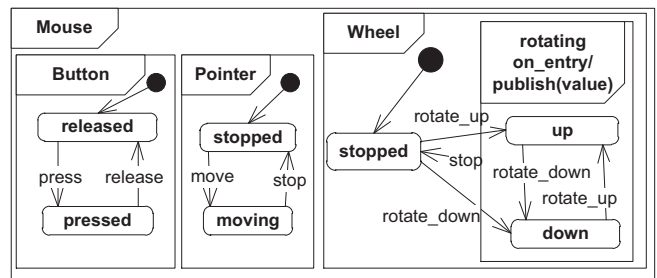 Mouse
Button
released
press
release
pressed
Pointer
stopped
move
stop
moving
Wheel
stopped
rotate_up
stop
rotate_down
rotating
on_entry/
publish(value)
up
rotate_down
rotate_up
down